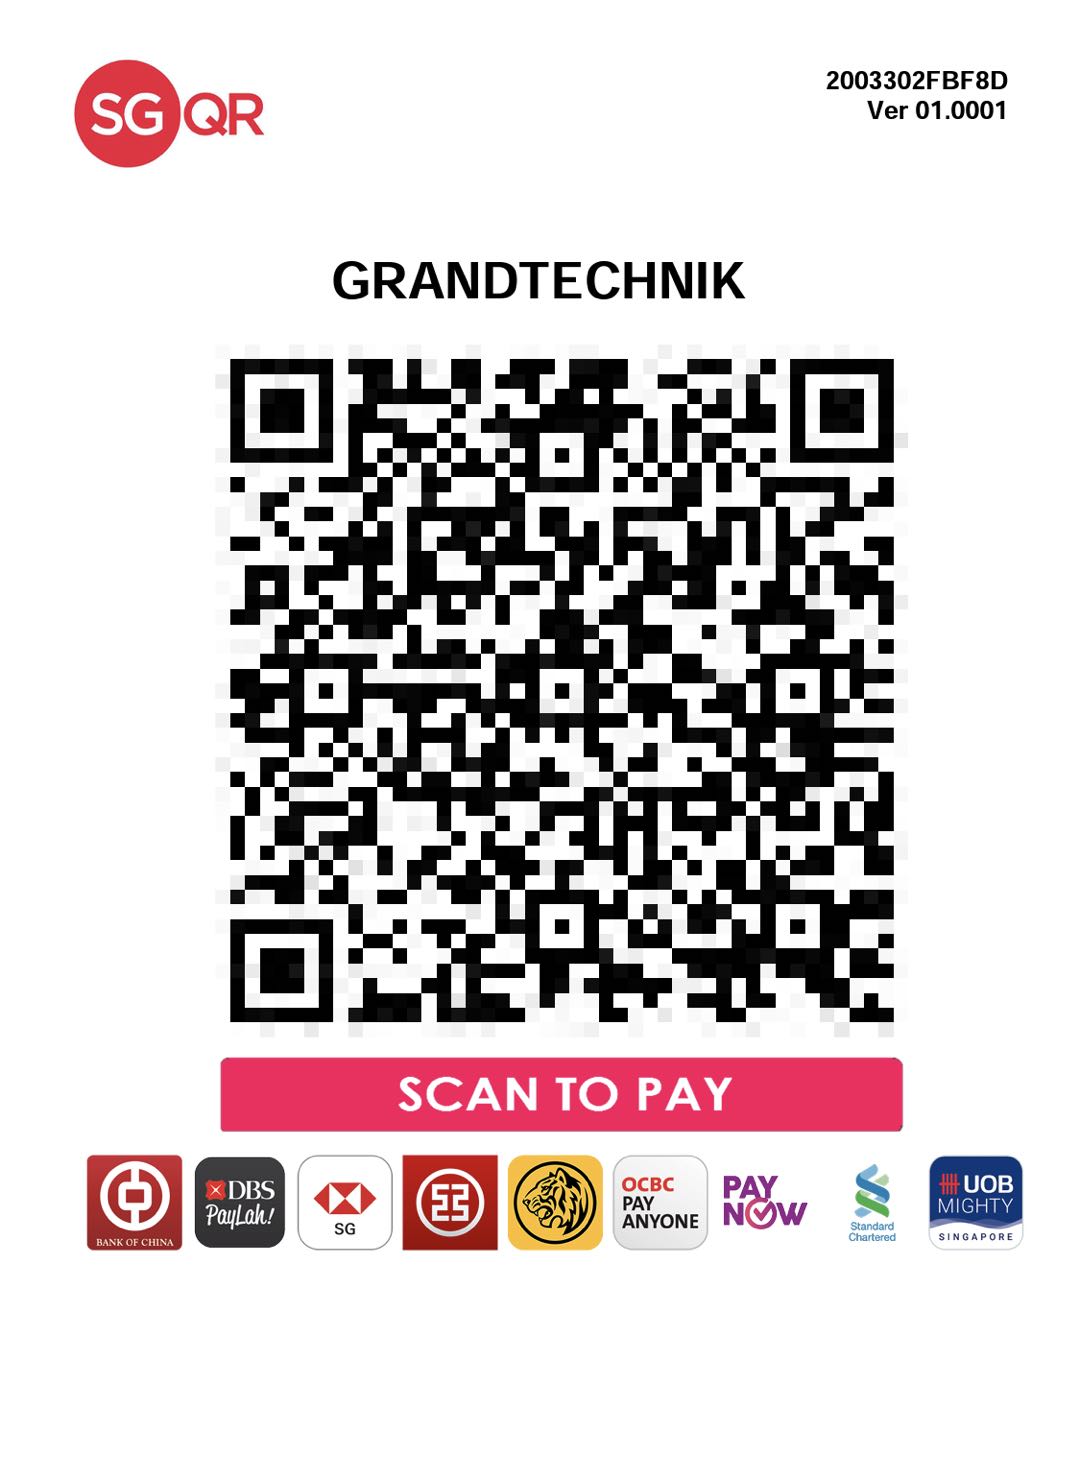 SG QR
2003302FBF8D
Ver 01.0001
GRANDTECHNIK
SCAN TO PAY
BANK OF CHINA
DBS
PayLah!
SG
OCBC
PAY
ANYONE
PAY
NOW
Standard
Chartered
UOB
MIGHTY
SINGAPORE